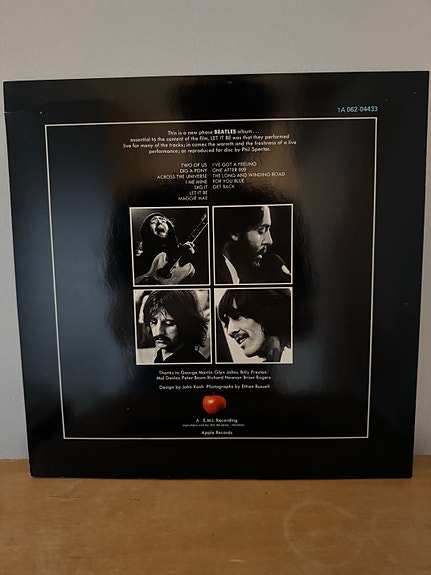 1A 062-04433
This is a new phase BEATLES album...
essential to the content of the film, LET IT BE was that they performed
live for many of the tracks; in comes the warmth and the freshness of a live
performance; as reproduced for disc by Phil Spector.
TWO OF US I'VE GOT A FEELING
DIG A PONY ONE AFTER 909
ACROSS THE UNIVERSE THE LONG AND WINDING ROAD
I ME MINE FOR YOU BLUE
DIG IT GET BACK
LET IT BE
MAGGIE MAE
Thanks to George Martin/Glyn Johns/Billy Preston/
Mal Evans/Peter Bown/Richard Hewson/Brian Rogers
Design by John Kosh Photographs by Ethan Russell
E.M.I. Recording
Apple Records